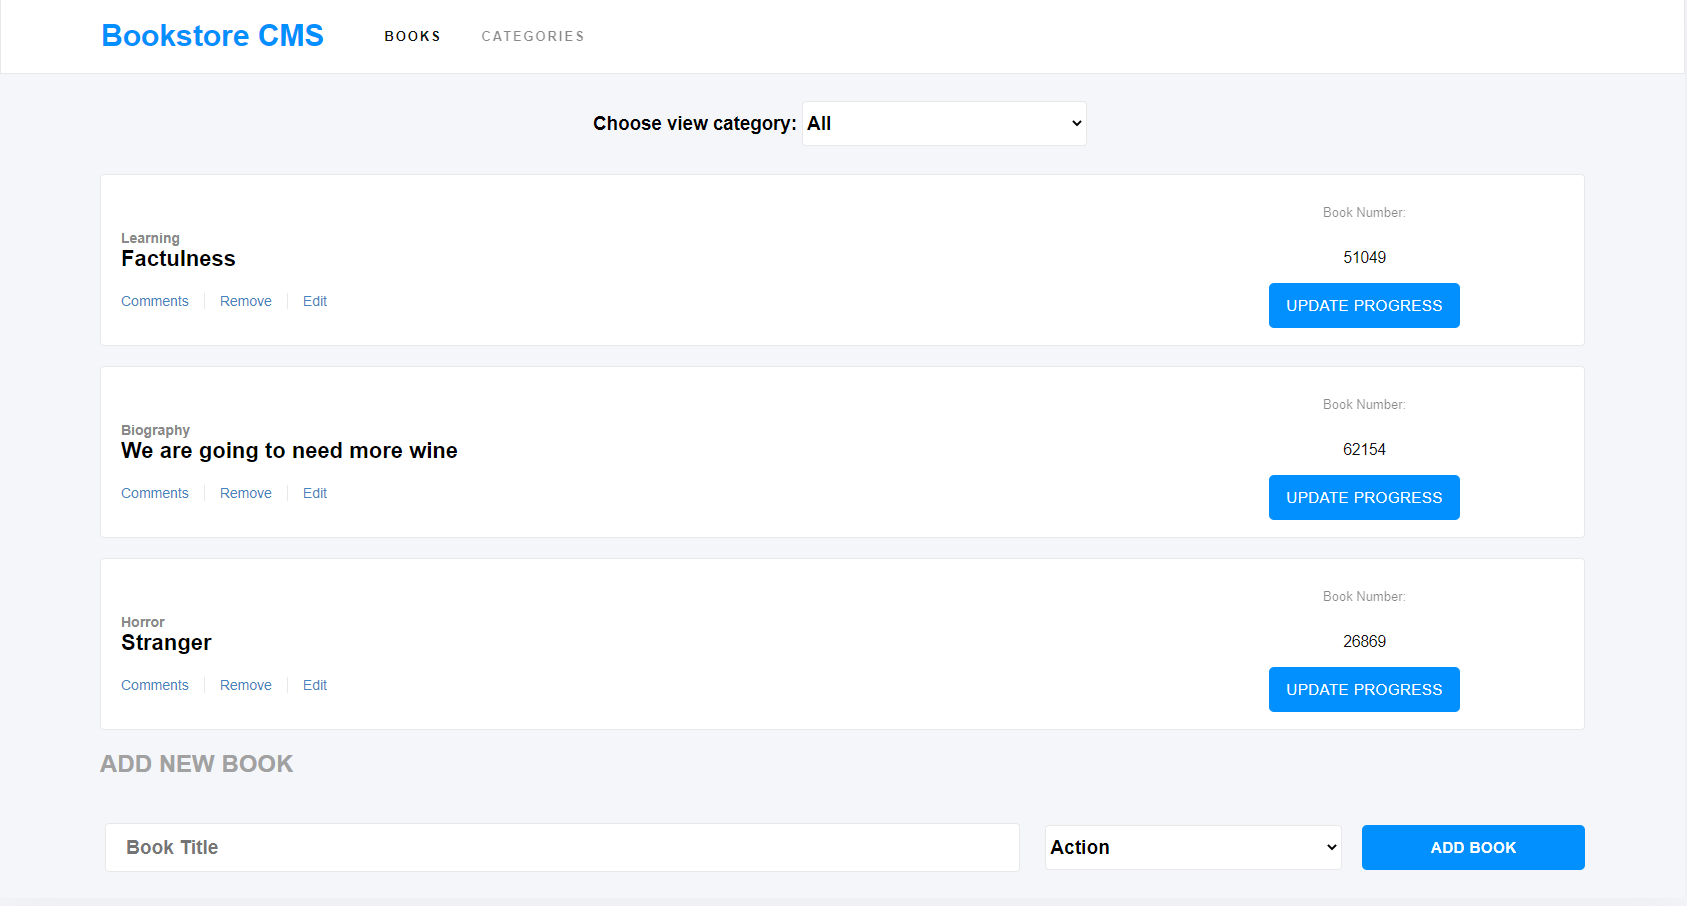 Bookstore CMS BOOKS CATEGORIES
Choose view category: All
Book Number:
Learning
Factulness
51049
Comments Remove Edit
UPDATE PROGRESS
Book Number:
Biography
We are going to need more wine
62154
Comments Remove Edit
UPDATE PROGRESS
Book Number:
Horror
Stranger
26869
Comments Remove Edit
UPDATE PROGRESS
ADD NEW BOOK
Book Title Action ADD BOOK